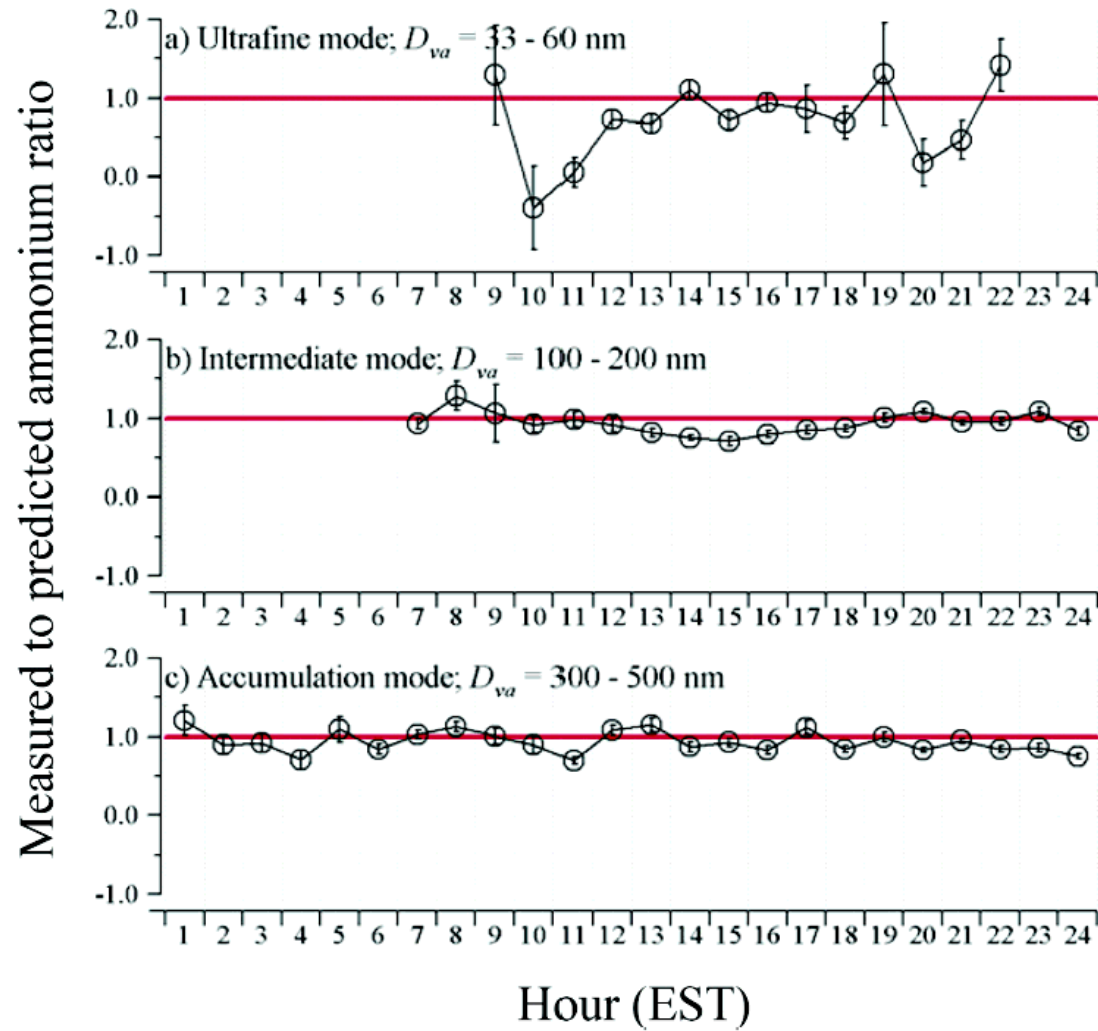 Measured to predicted ammonium ratio
a) Ultrafine mode; Dva = 33 - 60 nm
2.0
1.0
0.0
-1.0
1 2 3 4 5 6 7 8 9 10 11 12 13 14 15 16 17 18 19 20 21 22 23 24
b) Intermediate mode; Dva = 100 - 200 nm
2.0
1.0
0.0
-1.0
1 2 3 4 5 6 7 8 9 10 11 12 13 14 15 16 17 18 19 20 21 22 23 24
c) Accumulation mode; Dva = 300 - 500 nm
2.0
1.0
0.0
-1.0
1 2 3 4 5 6 7 8 9 10 11 12 13 14 15 16 17 18 19 20 21 22 23 24
Hour (EST)